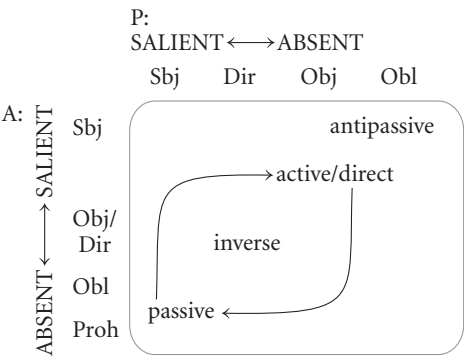 P:
SALIENT←→ABSENT
Sbj Dir Obj Obl
A:
ABSENT←→SALIENT
Sbj
antipassive
active/direct
Obj/
Dir
inverse
Obl
passive
Proh